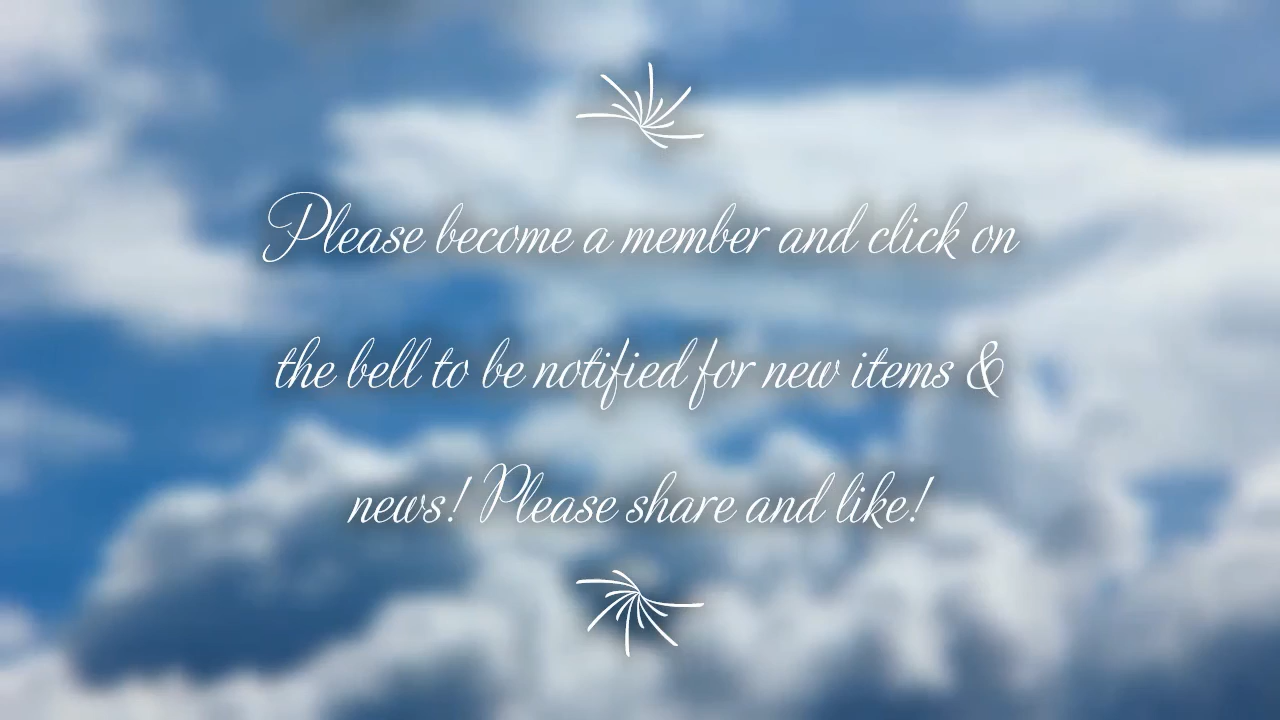 Please become a member and click on
the bell to be notified for new items &
news! Please share and like!